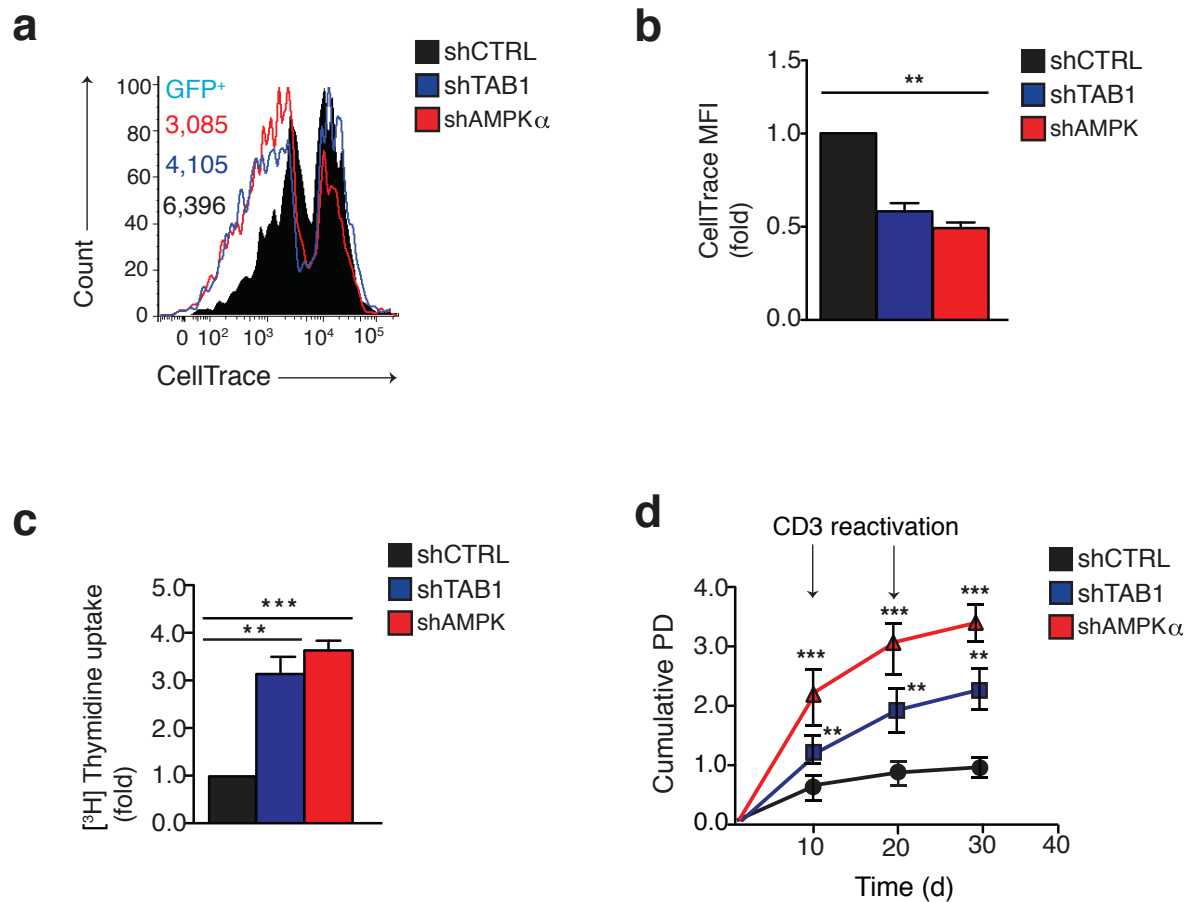 a
shCTRL
shTAB1
shAMPKα
GFP+
3,085
4,105
6,396
100
80
60
40
20
0
Count
0 10² 10³ 10⁴ 10⁵
CellTrace
b
shCTRL
shTAB1
shAMPK
**
1.5
1.0
0.5
0.0
CellTrace MFI
(fold)
c
shCTRL
shTAB1
shAMPK
***
**
5.0
4.0
3.0
2.0
1.0
0.0
[³H] Thymidine uptake
(fold)
d
CD3 reactivation
shCTRL
shTAB1
shAMPKα
4.0
3.0
2.0
1.0
0.0
Cumulative PD
*** *** ***
** ** **
10 20 30 40
Time (d)